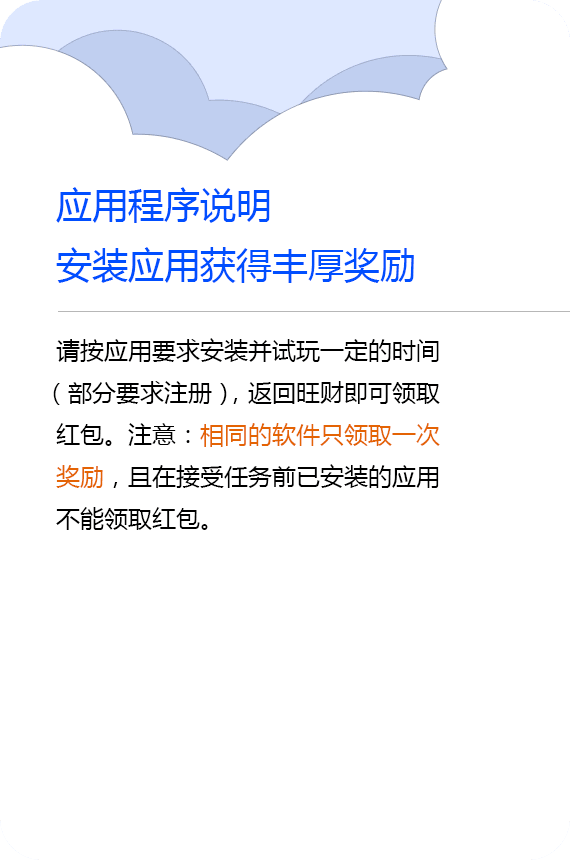 应用程序说明
安装应用获得丰厚奖励
请按应用要求安装并试玩一定的时间
（部分要求注册），返回旺财即可领取
红包。注意：相同的软件只领取一次
奖励，且在接受任务前已安装的应用
不能领取红包。